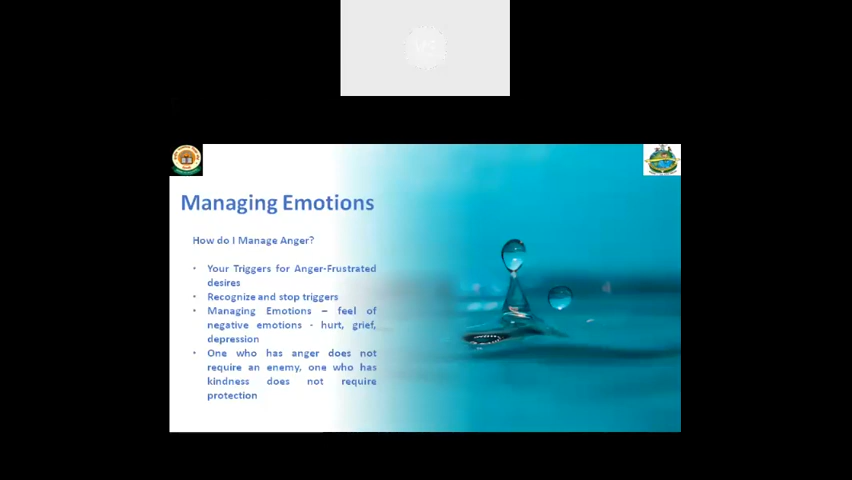 Managing Emotions
How do I Manage Anger?
• Your Triggers for Anger-Frustrated
desires
• Recognize and stop triggers
• Managing Emotions – feel of
negative emotions - hurt, grief,
depression
• One who has anger does not
require an enemy, one who has
kindness does not require
protection